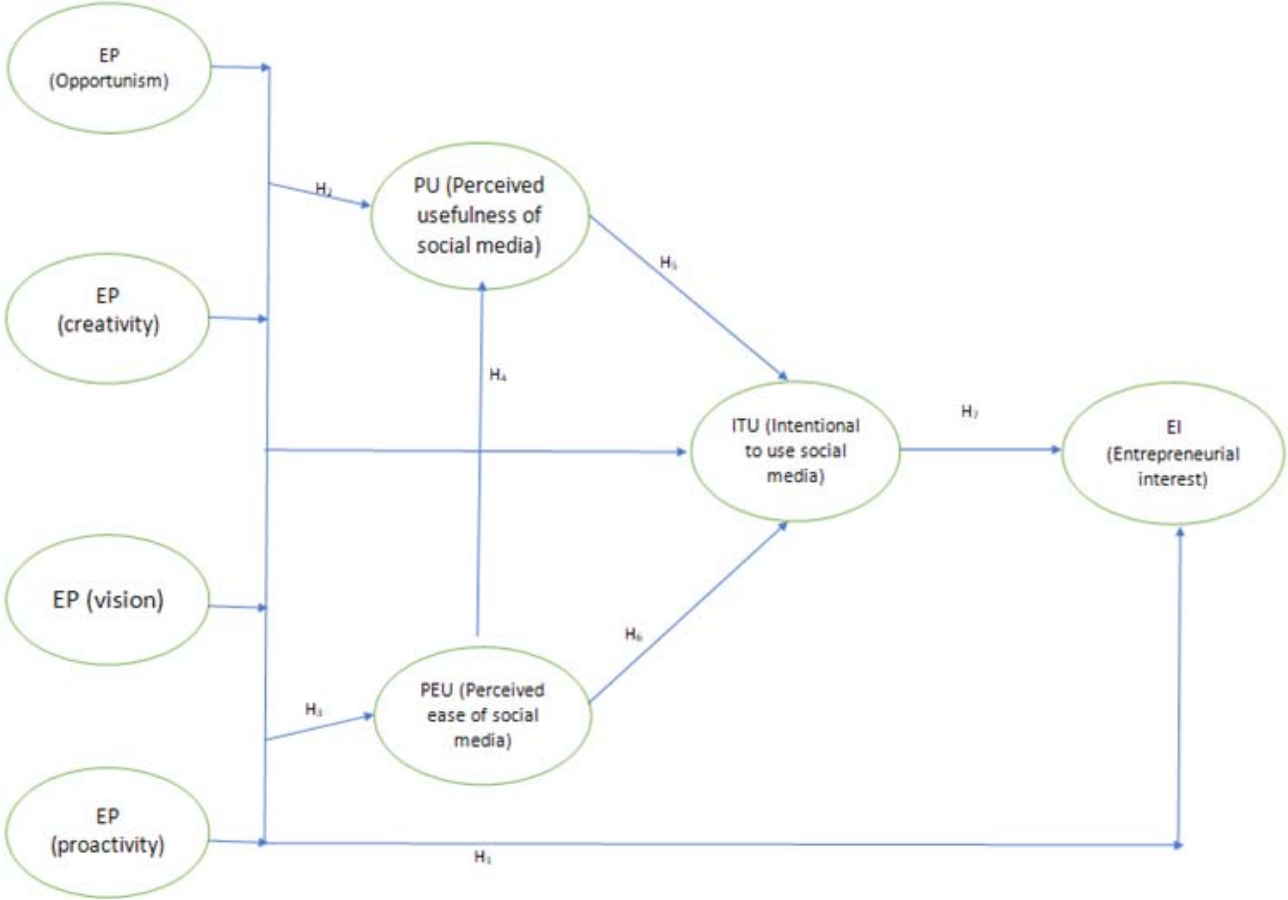 EP
(Opportunism)
H₂
PU (Perceived
usefulness of
social media)
EP
(creativity)
H₅
H₄
ITU (Intentional
to use social
media)
H₇
EI
(Entrepreneurial
interest)
EP (vision)
H₆
PEU (Perceived
ease of social
media)
H₃
EP
(proactivity)
H₁